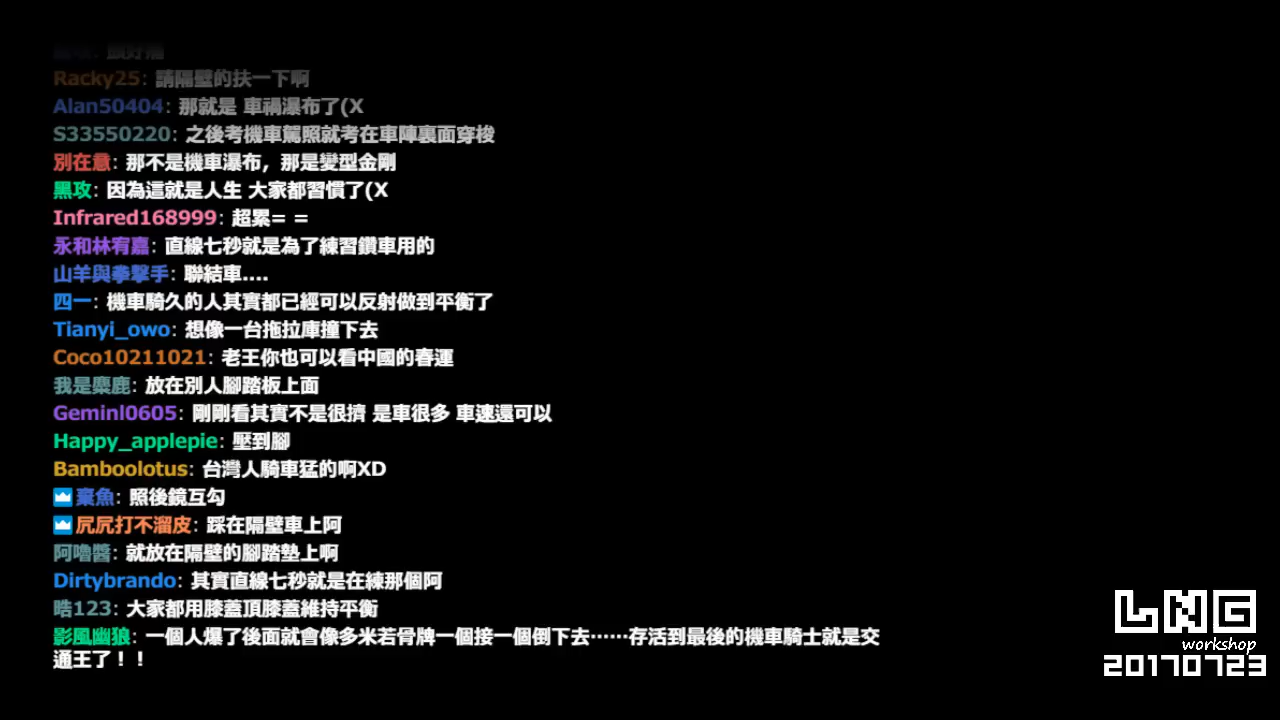 Racky25: 請隔壁的扶一下啊
Alan50404: 那就是 車禍瀑布了(X
S33550220: 之後考機車駕照就考在車陣裏面穿梭
別在意: 那不是機車瀑布，那是變型金剛
黑攻: 因為這就是人生 大家都習慣了(X
Infrared168999: 超累= =
永和林宥嘉: 直線七秒就是為了練習鑽車用的
山羊與拳擊手: 聯結車....
四一: 機車騎久的人其實都已經可以反射做到平衡了
Tianyi_owo: 想像一台拖拉庫撞下去
Coco10211021: 老王你也可以看中國的春運
我是麋鹿: 放在別人腳踏板上面
Geminl0605: 剛剛看其實不是很擠 是車很多 車速還可以
Happy_applepie: 壓到腳
Bamboolotus: 台灣人騎車猛的啊XD
棄魚: 照後鏡互勾
尻尻打不溜皮: 踩在隔壁車上阿
阿嚕醬: 就放在隔壁的腳踏墊上啊
Dirtybrando: 其實直線七秒就是在練那個阿
晧123: 大家都用膝蓋頂膝蓋維持平衡
影風幽狼: 一個人爆了後面就會像多米若骨牌一個接一個倒下去⋯⋯存活到最後的機車騎士就是交
通王了！！
LNG
workshop
20170723